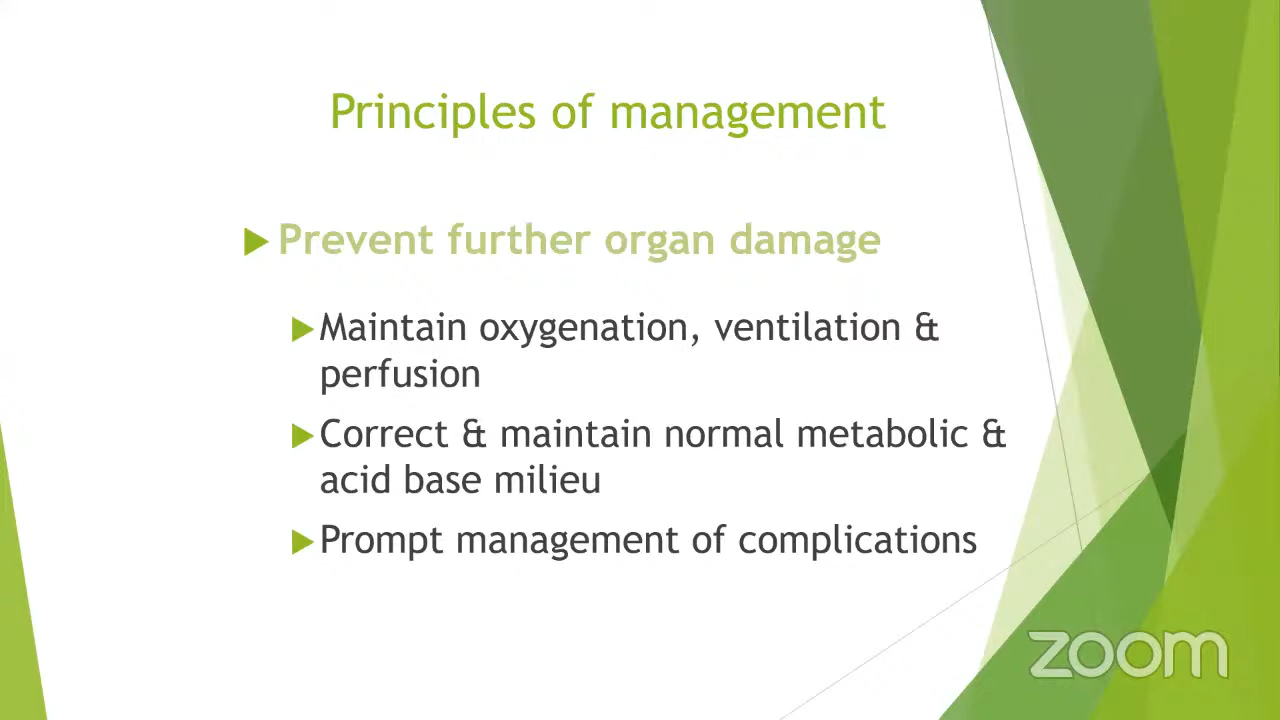 Principles of management
Prevent further organ damage
Maintain oxygenation, ventilation &
perfusion
Correct & maintain normal metabolic &
acid base milieu
Prompt management of complications
zoom